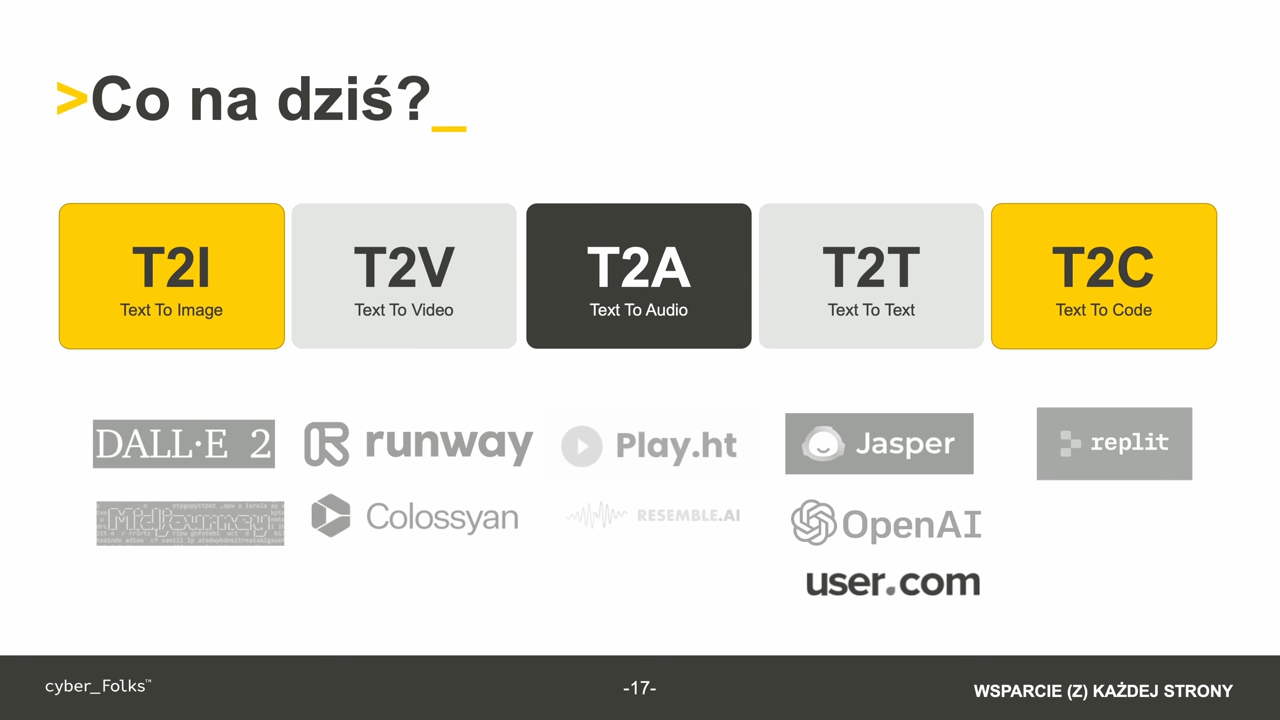 >Co na dziś?_
T2I
Text To Image
T2V
Text To Video
T2A
Text To Audio
T2T
Text To Text
T2C
Text To Code
DALL·E 2
runway
Play.ht
Jasper
replit
Midjourney
Colossyan
RESEMBLE.AI
OpenAI
user.com
cyber_Folks™
-17-
WSPARCIE (Z) KAŻDEJ STRONY